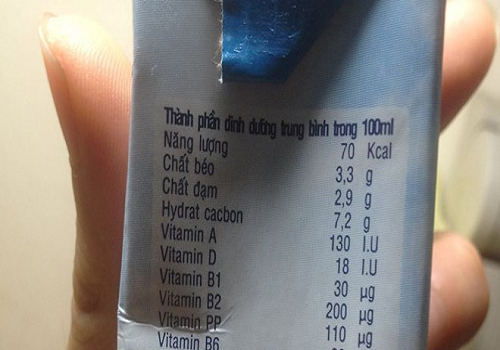 Thành phần dinh dưỡng trung bình trong 100ml
Năng lượng 70 Kcal
Chất béo 3,3 g
Chất đạm 2,9 g
Hydrat cacbon 7,2 g
Vitamin A 130 I.U
Vitamin D 18 I.U
Vitamin B1 30 µg
Vitamin B2 200 µg
Vitamin PP 110 µg
Vitamin B6